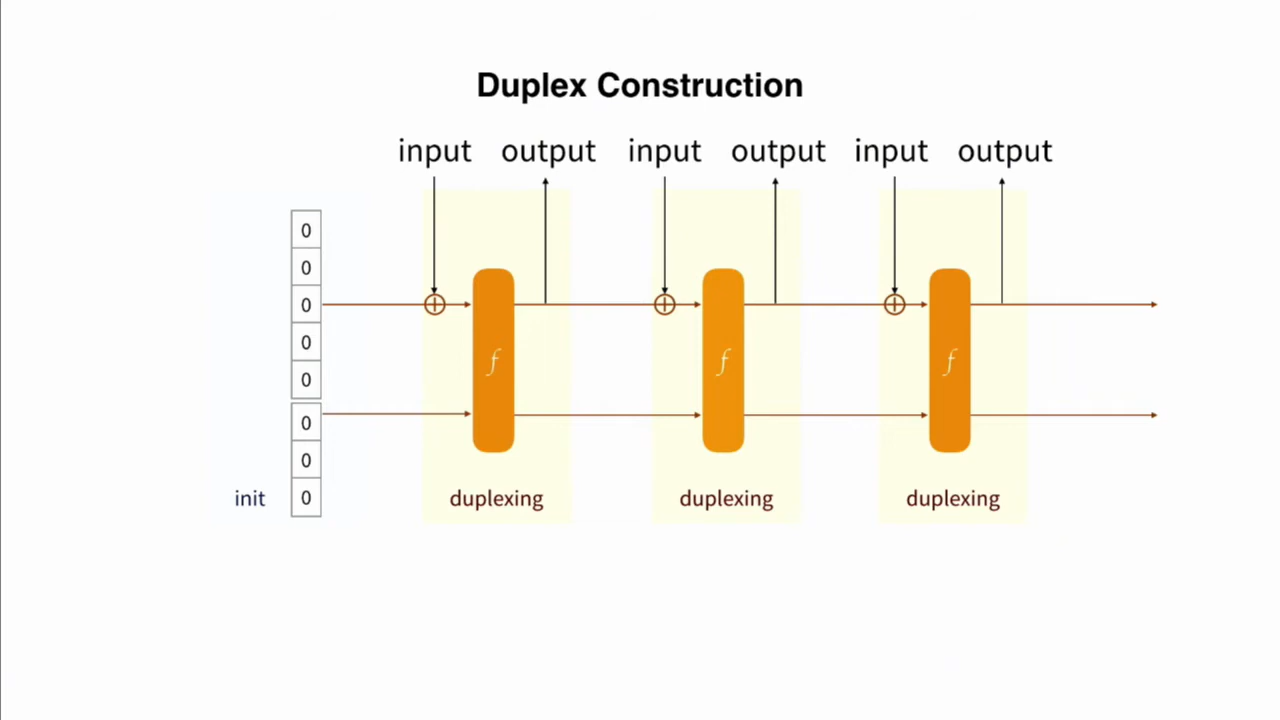 Duplex Construction
input output input output input output
0
0
0
0
0
0
0
init 0
f f f
duplexing duplexing duplexing